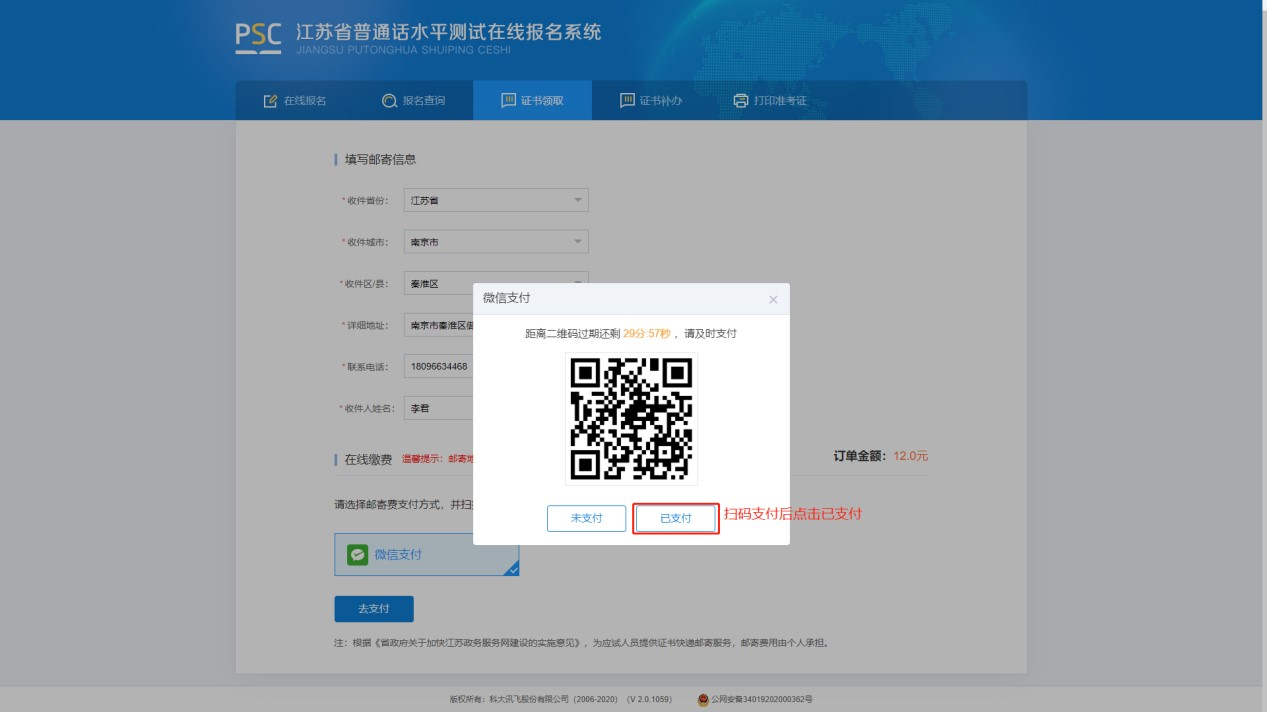 PSC 江苏省普通话水平测试在线报名系统
JIANGSU PUTONGHUA SHUIPING CESHI
在线报名 报名查询 证书领取 证书补办 打印准考证
填写邮寄信息
*收件省份： 江苏省
*收件城市： 南京市
*收件区/县： 秦淮区
微信支付 ×
*详细地址： 南京市秦淮区
距离二维码过期还剩 29分:57秒 ，请及时支付
*联系电话： 18096634468
*收件人姓名： 李君
在线缴费 温馨提示：邮寄
订单金额：12.0元
请选择邮寄费支付方式，并扫
未支付 已支付 扫码支付后点击已支付
微信支付
去支付
注：根据《省政府关于加快江苏政务服务网建设的实施意见》，为应试人员提供证书快递邮寄服务，邮寄费用由个人承担。
版权所有：科大讯飞股份有限公司（2006-2020）（V 2.0.1059） 公网安备34019202000362号